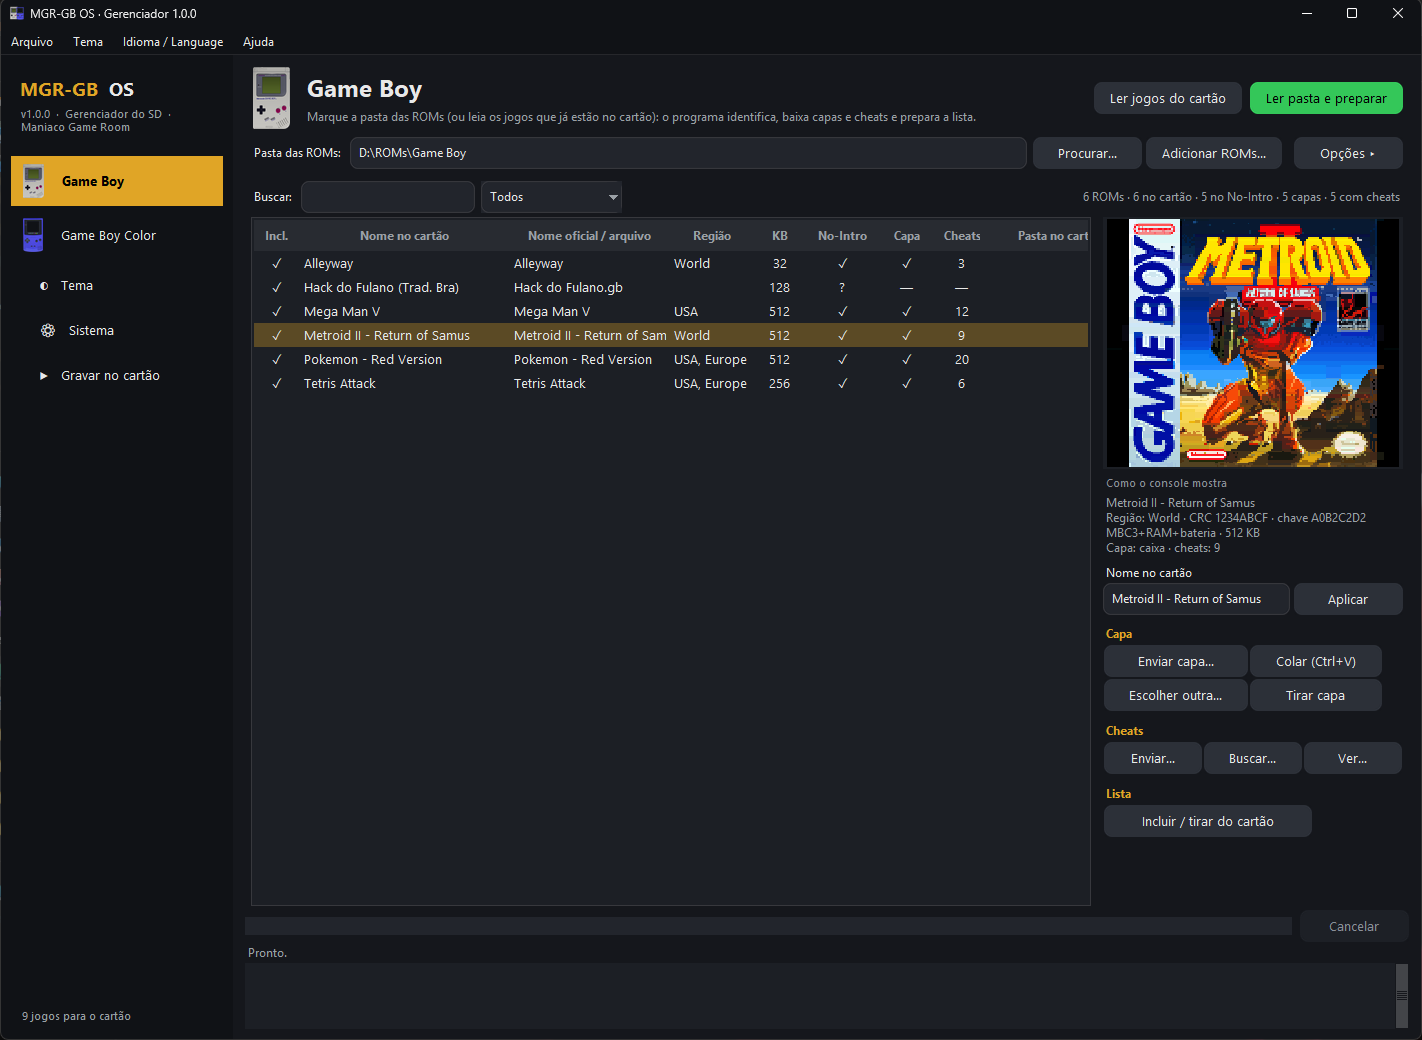 MGR-GB OS · Gerenciador 1.0.0
Arquivo Tema Idioma / Language Ajuda
MGR-GB OS
v1.0.0 · Gerenciador do SD ·
Maniaco Game Room
Game Boy
Game Boy Color
Tema
Sistema
Gravar no cartão
9 jogos para o cartão
Game Boy
Marque a pasta das ROMs (ou leia os jogos que já estão no cartão): o programa identifica, baixa capas e cheats e prepara a lista.
Ler jogos do cartão
Ler pasta e preparar
Pasta das ROMs: D:\ROMs\Game Boy Procurar... Adicionar ROMs... Opções ▸
Buscar: Todos 6 ROMs · 6 no cartão · 5 no No-Intro · 5 capas · 5 com cheats
Incl. Nome no cartão Nome oficial / arquivo Região KB No-Intro Capa Cheats Pasta no cart
✓ Alleyway Alleyway World 32 ✓ ✓ 3
✓ Hack do Fulano (Trad. Bra) Hack do Fulano.gb 128 ? — —
✓ Mega Man V Mega Man V USA 512 ✓ ✓ 12
✓ Metroid II - Return of Samus Metroid II - Return of Sam World 512 ✓ ✓ 9
✓ Pokemon - Red Version Pokemon - Red Version USA, Europe 512 ✓ ✓ 20
✓ Tetris Attack Tetris Attack USA, Europe 256 ✓ ✓ 6
Nintendo
GAME BOY
METROID II
RETURN OF SAMUS
Como o console mostra
Metroid II - Return of Samus
Região: World · CRC 1234ABCF · chave A0B2C2D2
MBC3+RAM+bateria · 512 KB
Capa: caixa · cheats: 9
Nome no cartão
Metroid II - Return of Samus Aplicar
Capa
Enviar capa... Colar (Ctrl+V)
Escolher outra... Tirar capa
Cheats
Enviar... Buscar... Ver...
Lista
Incluir / tirar do cartão
Cancelar
Pronto.